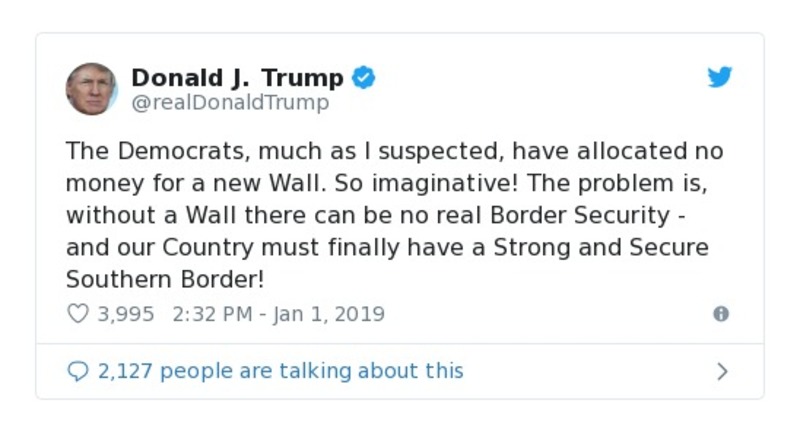 Donald J. Trump
@realDonaldTrump
The Democrats, much as I suspected, have allocated no
money for a new Wall. So imaginative! The problem is,
without a Wall there can be no real Border Security -
and our Country must finally have a Strong and Secure
Southern Border!
3,995 2:32 PM - Jan 1, 2019
2,127 people are talking about this